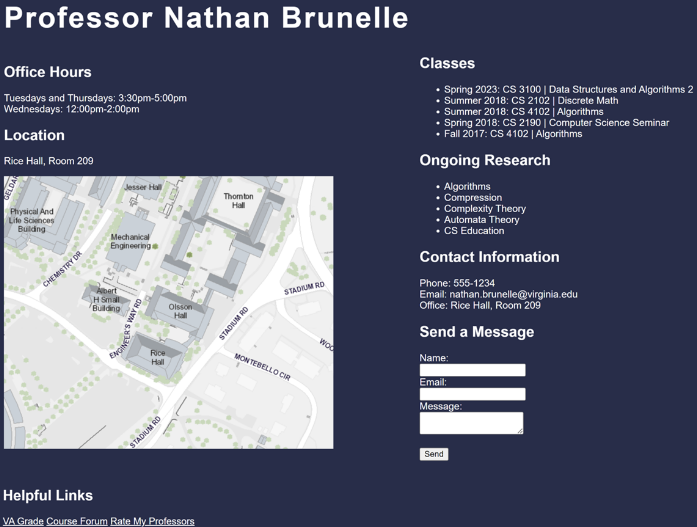 Professor Nathan Brunelle
Office Hours
Tuesdays and Thursdays: 3:30pm-5:00pm
Wednesdays: 12:00pm-2:00pm
Location
Rice Hall, Room 209
GELDAR
Jesser Hall
Thornton
Hall
Physical And
Life Sciences
Building
Mechanical
Engineering
CHEMISTRY DR
Albert
H Small
Building
Olsson
Hall
STADIUM RD
STADIUM RD
ENGINEER'S WAY RD
Rice
Hall
WOO
MONTEBELLO CIR
STADIUM RD
Classes
Spring 2023: CS 3100 | Data Structures and Algorithms 2
Summer 2018: CS 2102 | Discrete Math
Summer 2018: CS 4102 | Algorithms
Spring 2018: CS 2190 | Computer Science Seminar
Fall 2017: CS 4102 | Algorithms
Ongoing Research
Algorithms
Compression
Complexity Theory
Automata Theory
CS Education
Contact Information
Phone: 555-1234
Email: nathan.brunelle@virginia.edu
Office: Rice Hall, Room 209
Send a Message
Name:
Email:
Message:
Send
Helpful Links
VA Grade Course Forum Rate My Professors